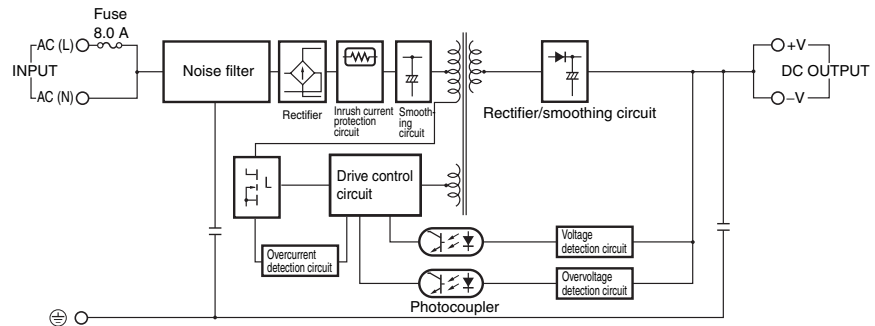 Fuse
8.0 A
AC (L)
INPUT
AC (N)
Noise filter
Rectifier
Inrush current
protection
circuit
Smooth-
ing
circuit
Rectifier/smoothing circuit
+V
DC OUTPUT
–V
Drive control
circuit
Overcurrent
detection circuit
Voltage
detection circuit
Overvoltage
detection circuit
Photocoupler